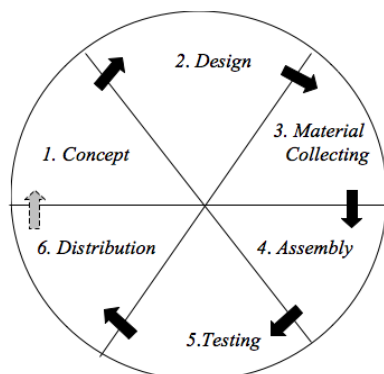 2. Design
1. Concept
3. Material
Collecting
6. Distribution
4. Assembly
5.Testing